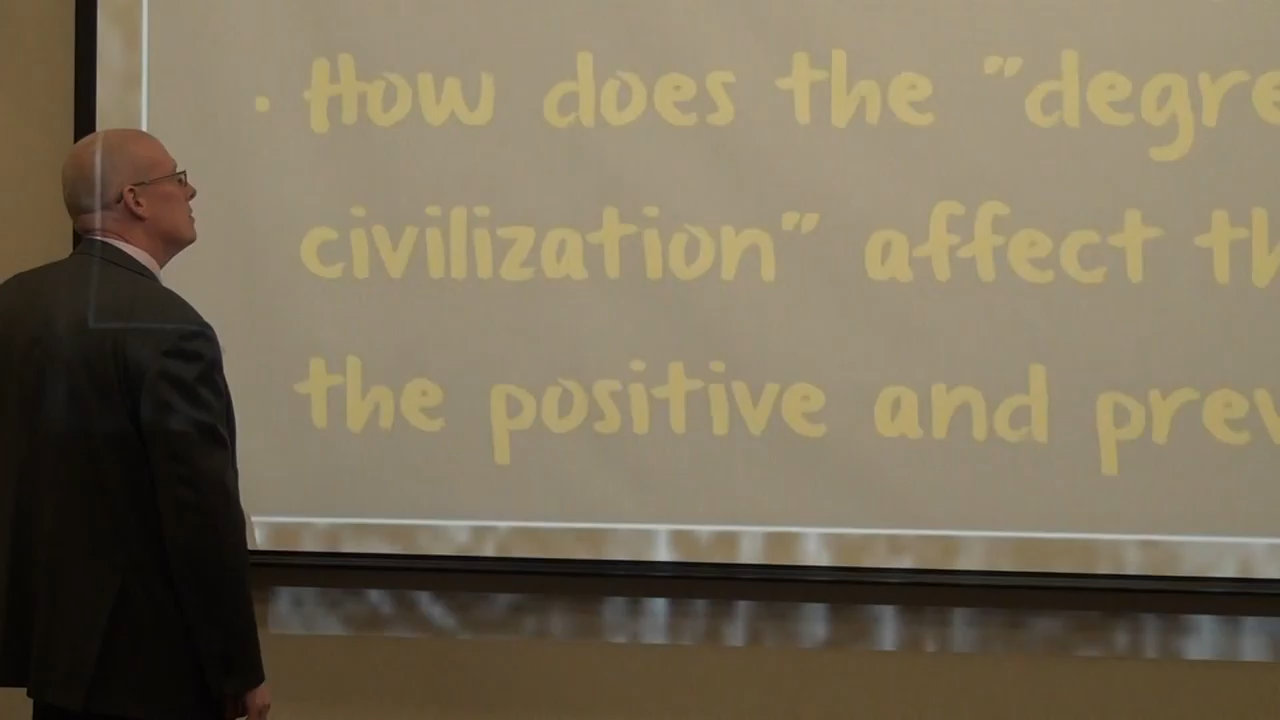 · How does the "degre
civilization" affect th
the positive and prev